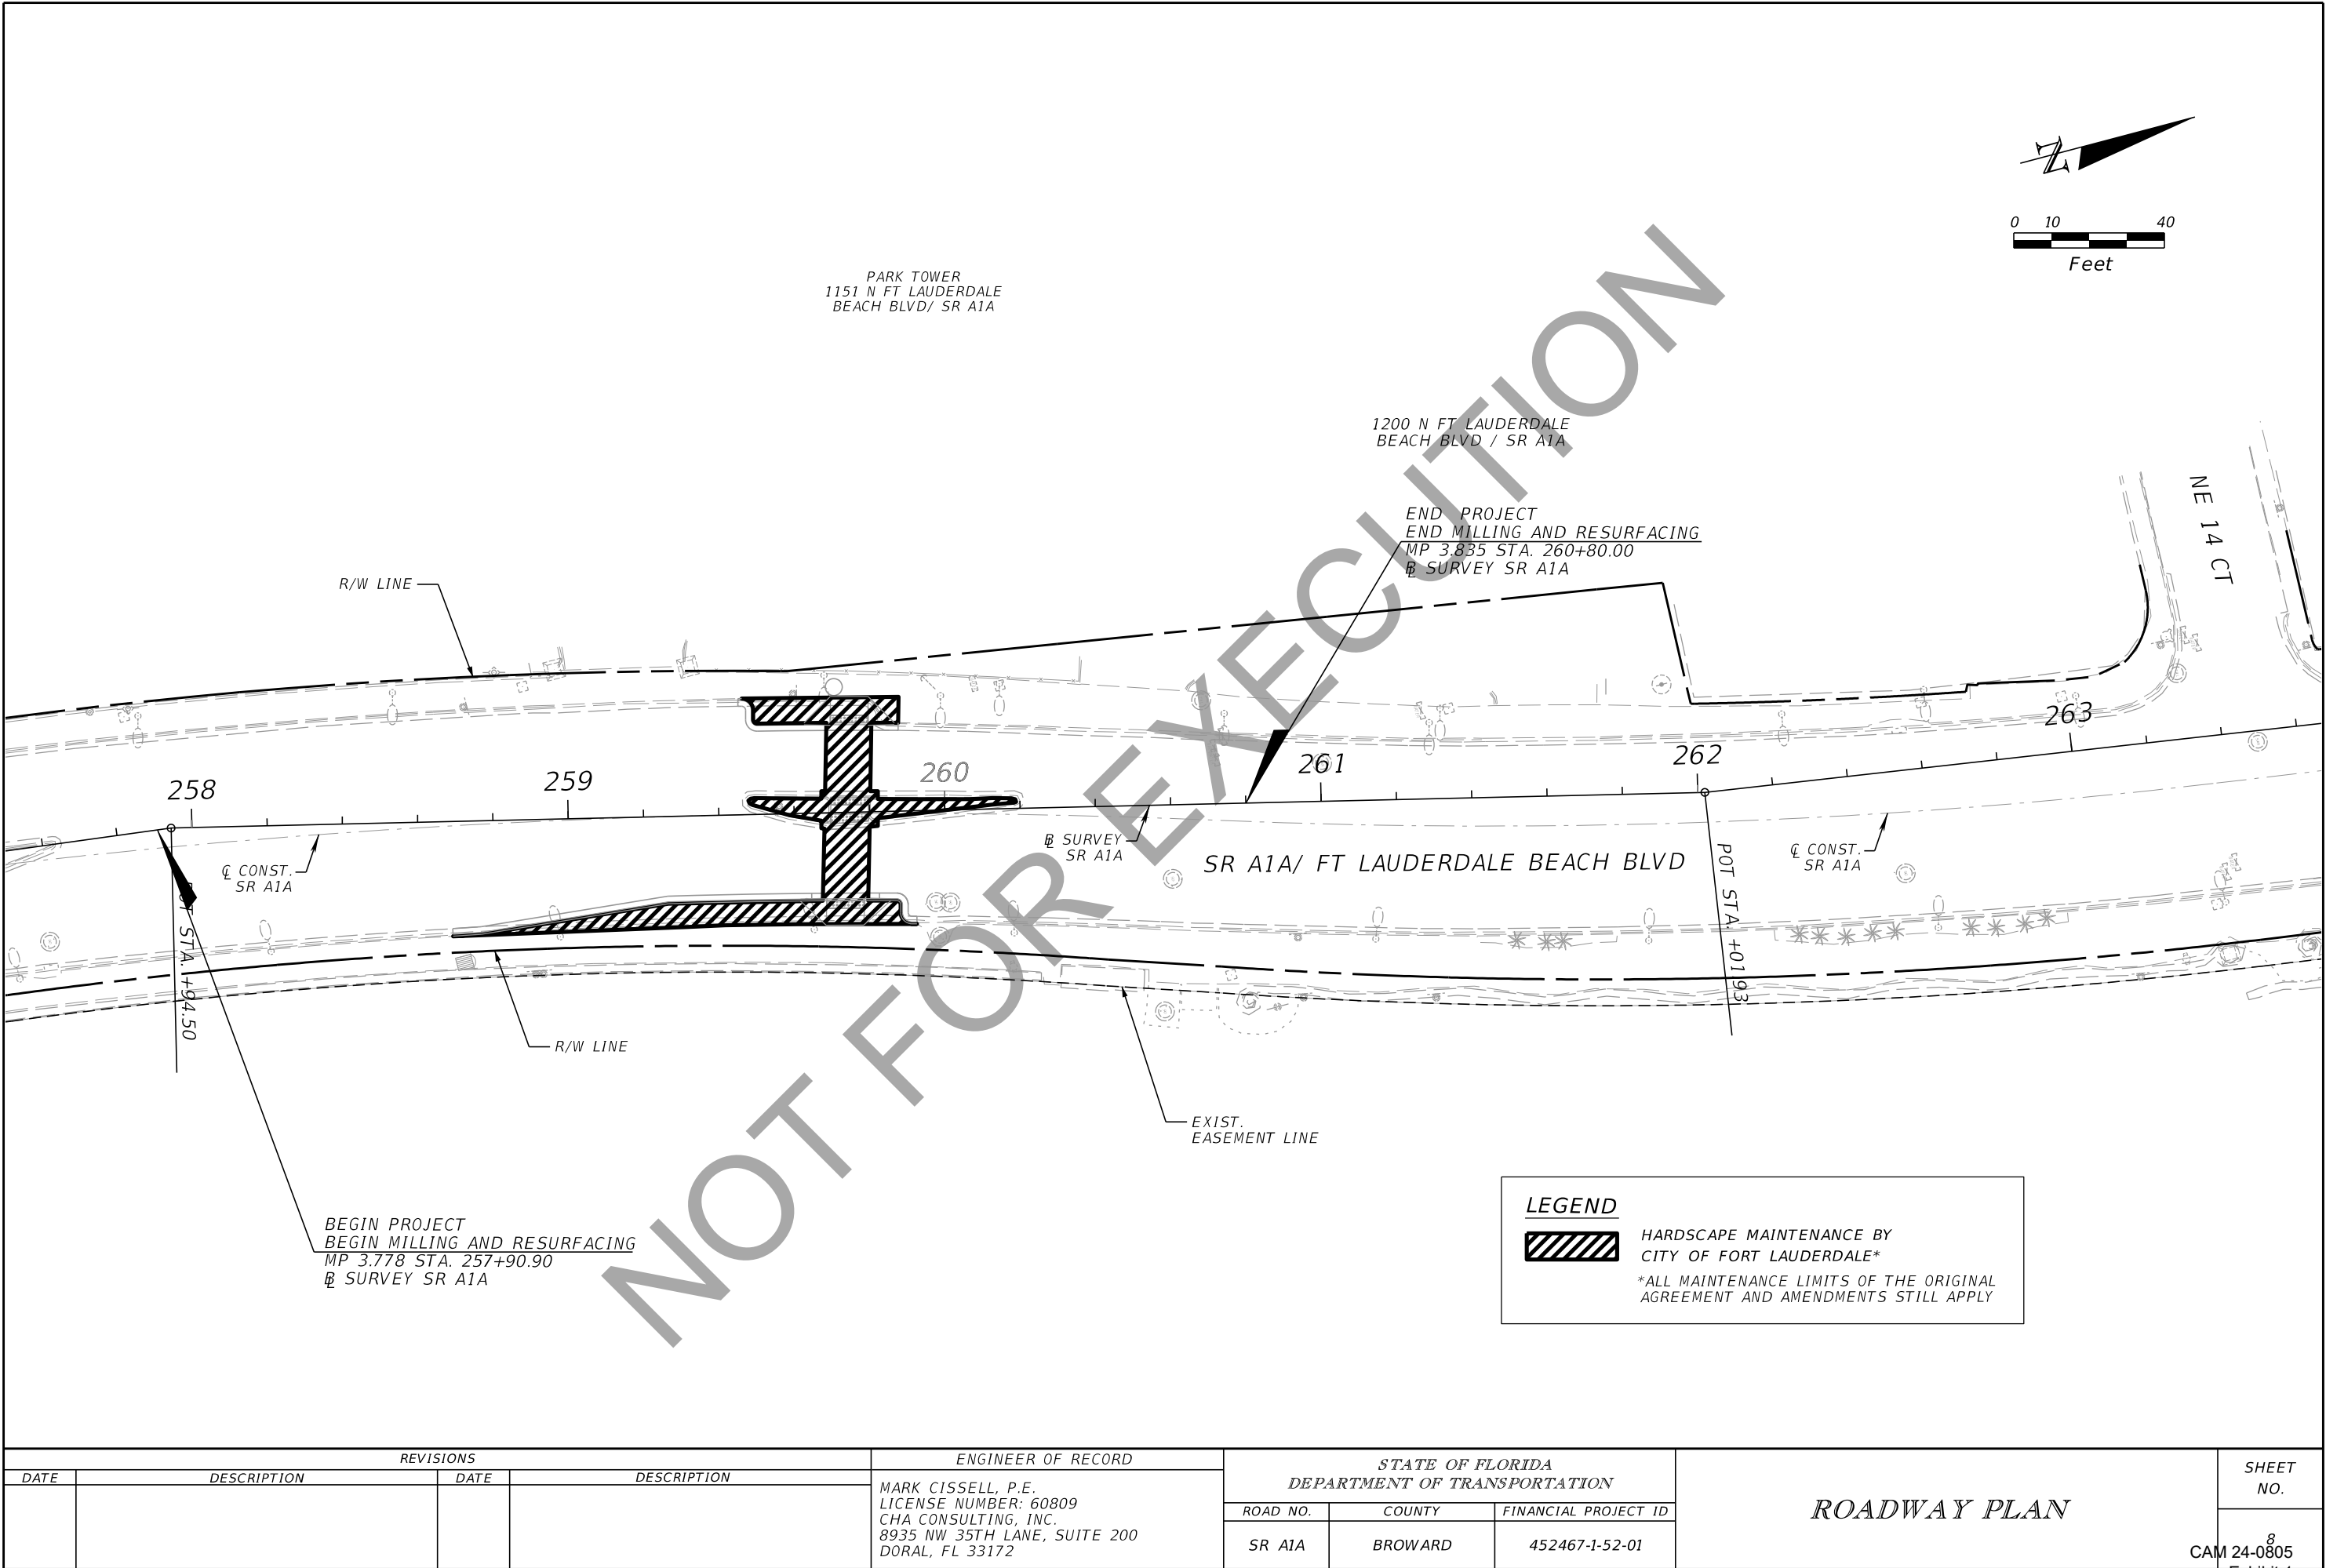 N
0 10 40
Feet
PARK TOWER
1151 N FT LAUDERDALE
BEACH BLVD/ SR A1A
1200 N FT LAUDERDALE
BEACH BLVD / SR A1A
NE 14 CT
END PROJECT
END MILLING AND RESURFACING
MP 3.835 STA. 260+80.00
℄ SURVEY SR A1A
R/W LINE
258
259
260
261
262
263
℄ CONST.
SR A1A
SURVEY
SR A1A
SR A1A/ FT LAUDERDALE BEACH BLVD
℄ CONST.
SR A1A
POT STA. +94.50
POT STA. +01.93
R/W LINE
EXIST.
EASEMENT LINE
BEGIN PROJECT
BEGIN MILLING AND RESURFACING
MP 3.778 STA. 257+90.90
SURVEY SR A1A
NOT FOR EXECUTION
LEGEND
HARDSCAPE MAINTENANCE BY
CITY OF FORT LAUDERDALE*
*ALL MAINTENANCE LIMITS OF THE ORIGINAL
AGREEMENT AND AMENDMENTS STILL APPLY
REVISIONS
DATE DESCRIPTION DATE DESCRIPTION
ENGINEER OF RECORD
MARK CISSELL, P.E.
LICENSE NUMBER: 60809
CHA CONSULTING, INC.
8935 NW 35TH LANE, SUITE 200
DORAL, FL 33172
STATE OF FLORIDA
DEPARTMENT OF TRANSPORTATION
ROAD NO. COUNTY FINANCIAL PROJECT ID
SR A1A BROWARD 452467-1-52-01
ROADWAY PLAN
SHEET
NO.
8
CAM 24-0805